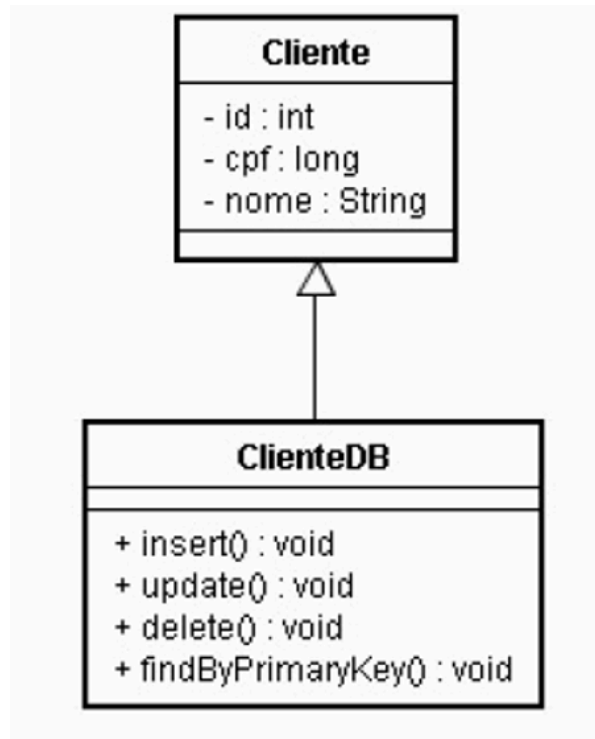 Cliente
- id : int
- cpf : long
- nome : String
ClienteDB
+ insert() : void
+ update() : void
+ delete() : void
+ findByPrimaryKey() : void